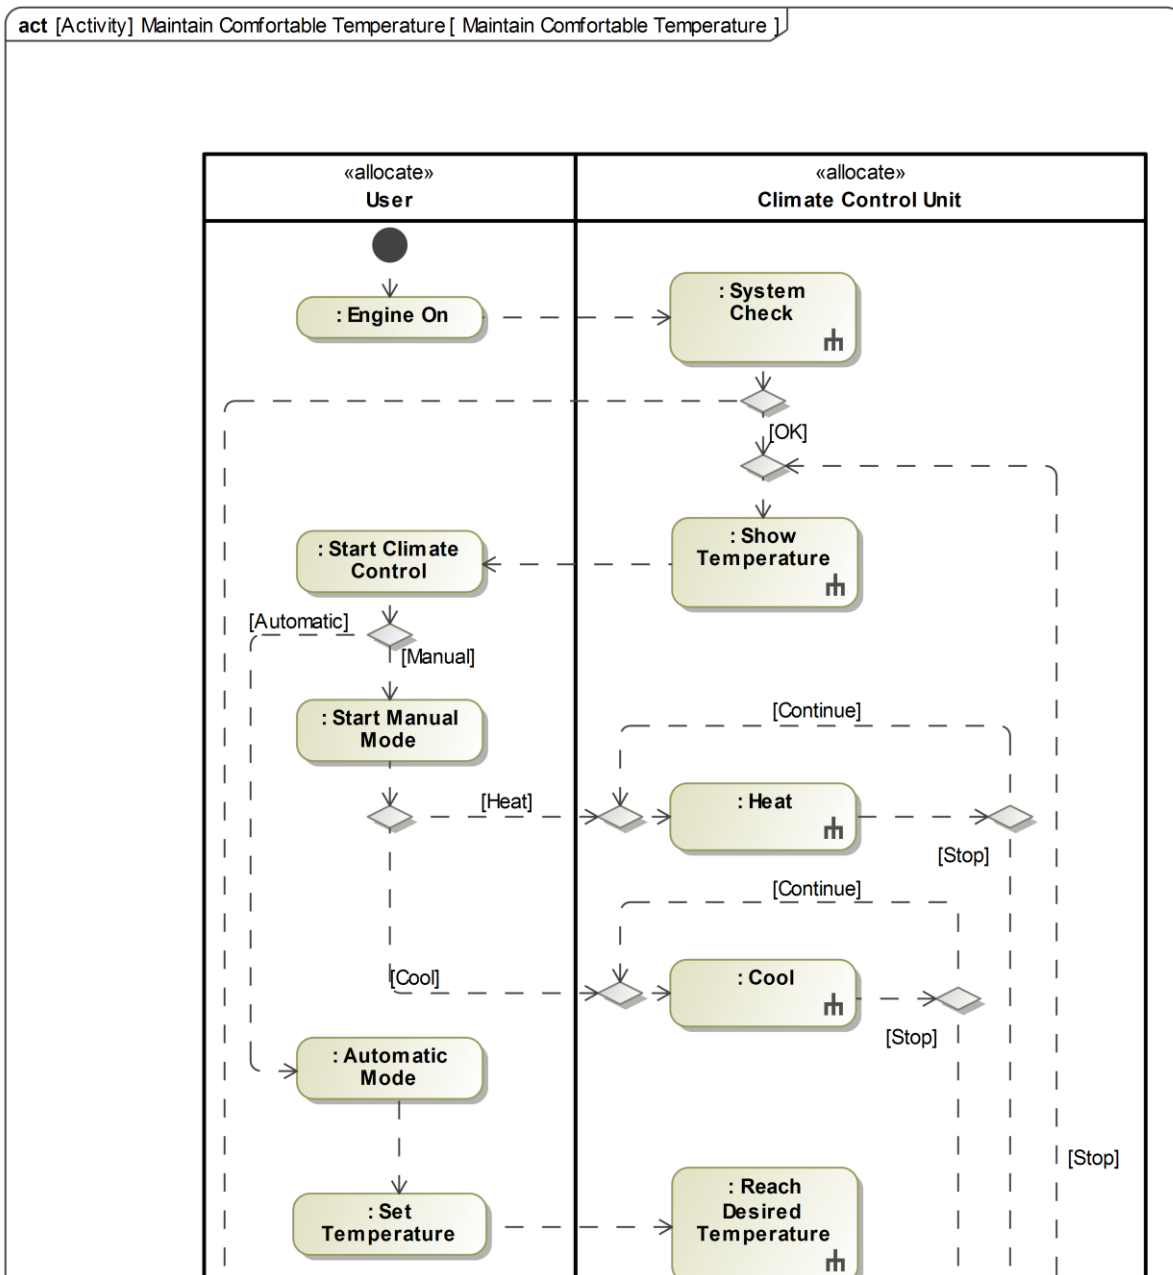 act [Activity] Maintain Comfortable Temperature [ Maintain Comfortable Temperature ]
«allocate»
User
«allocate»
Climate Control Unit
: Engine On
: System
Check
[OK]
: Start Climate
Control
: Show
Temperature
[Automatic]
[Manual]
: Start Manual
Mode
[Continue]
[Heat]
: Heat
[Stop]
[Continue]
[Cool]
: Cool
[Stop]
: Automatic
Mode
[Stop]
: Set
Temperature
: Reach
Desired
Temperature